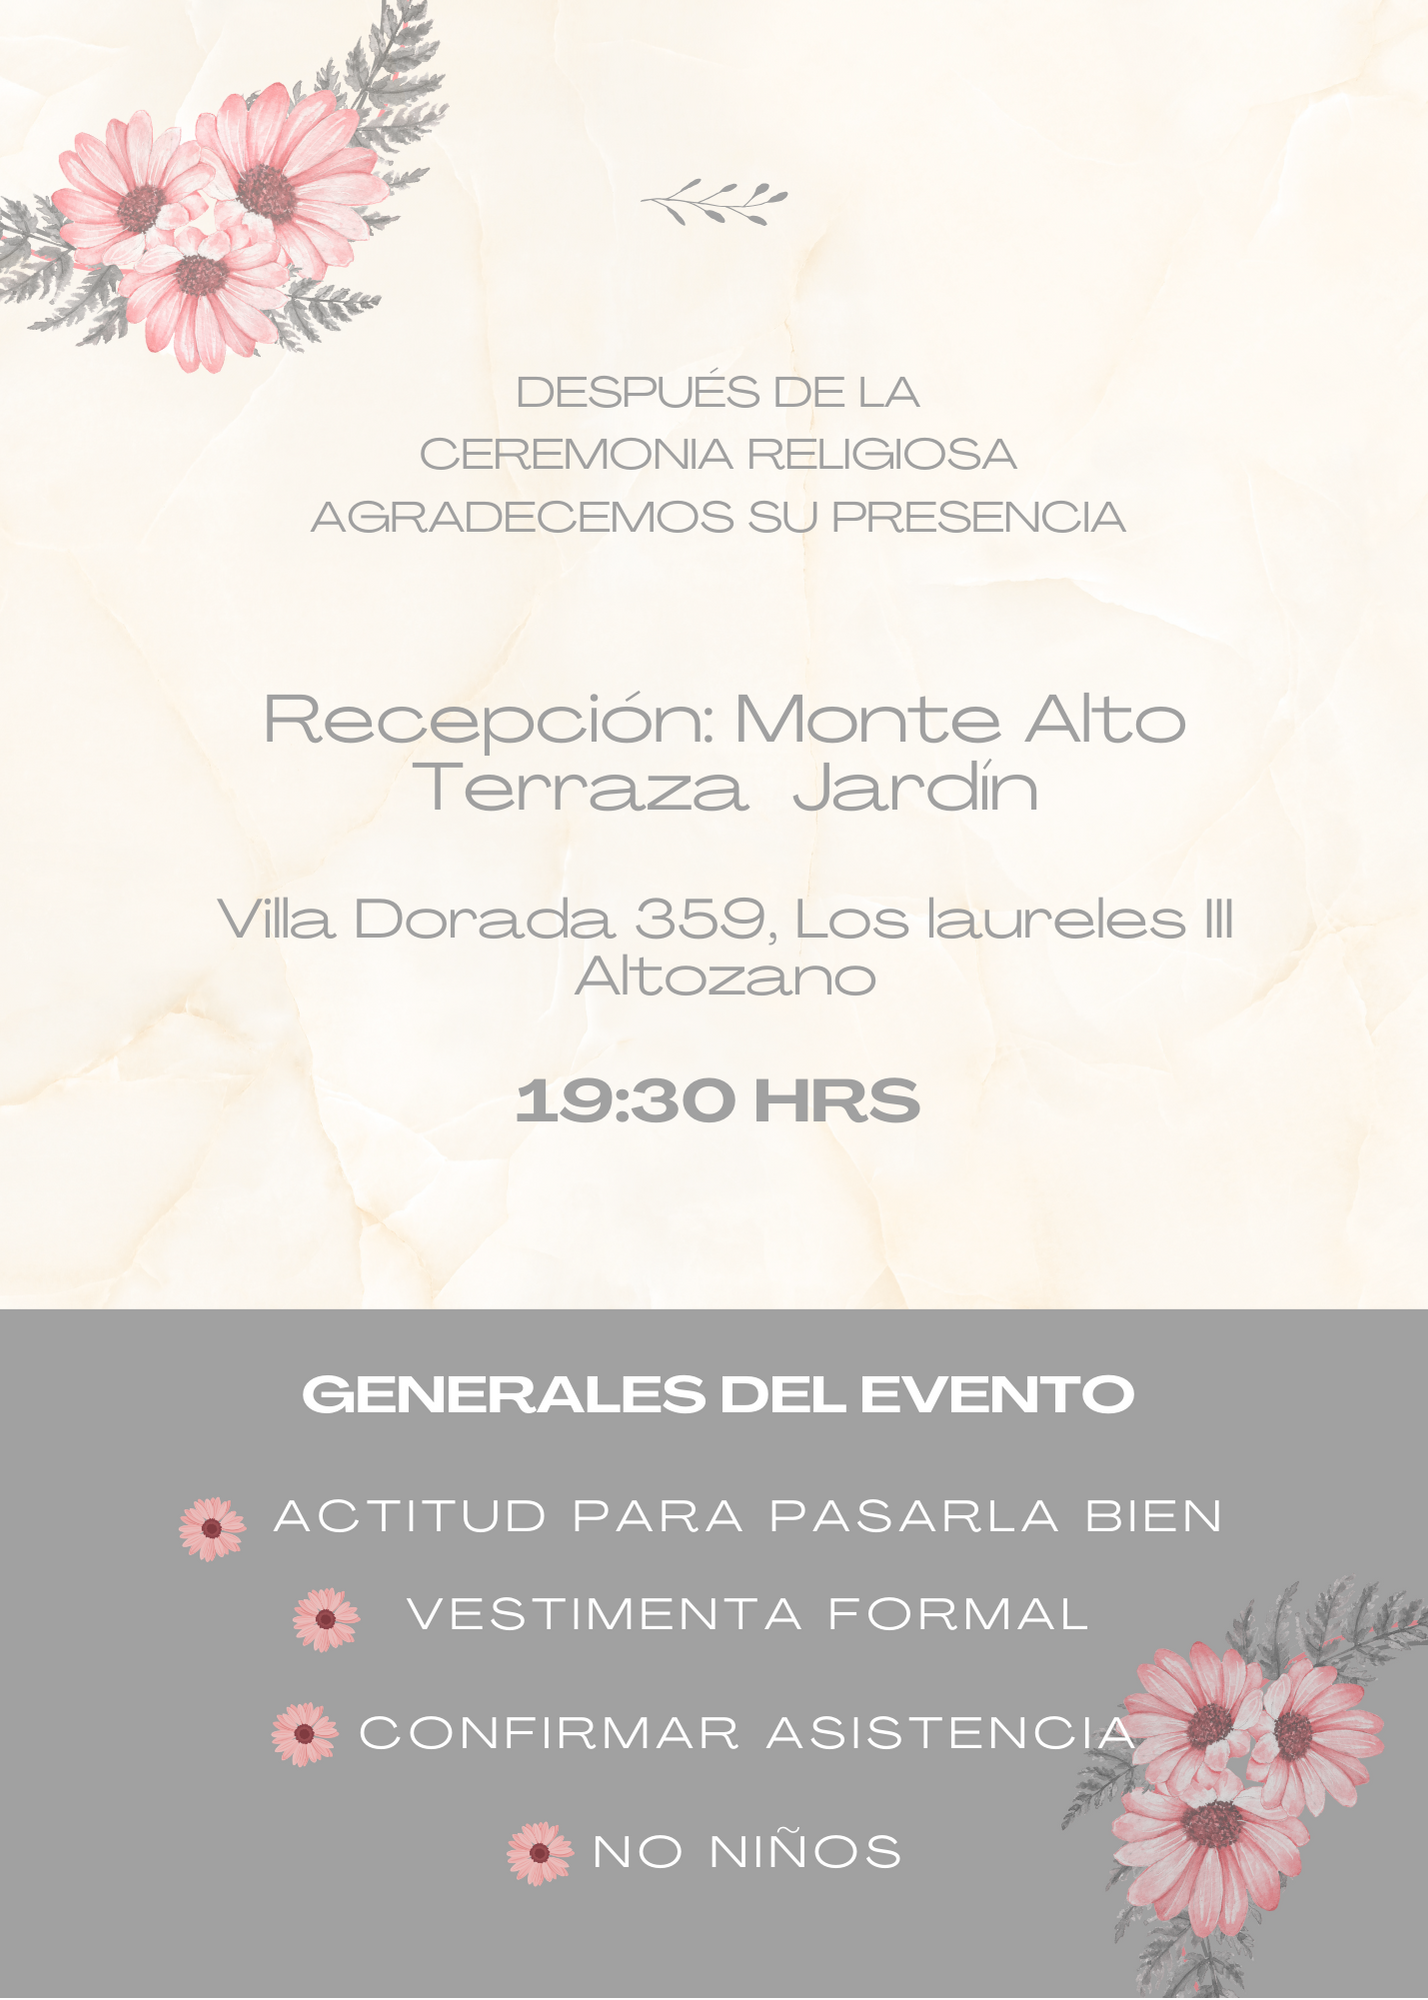 DESPUÉS DE LA
CEREMONIA RELIGIOSA
AGRADECEMOS SU PRESENCIA
Recepción: Monte Alto
Terraza Jardín
Villa Dorada 359, Los laureles III
Altozano
19:30 HRS
GENERALES DEL EVENTO
ACTITUD PARA PASARLA BIEN
VESTIMENTA FORMAL
CONFIRMAR ASISTENCIA
NO NIÑOS